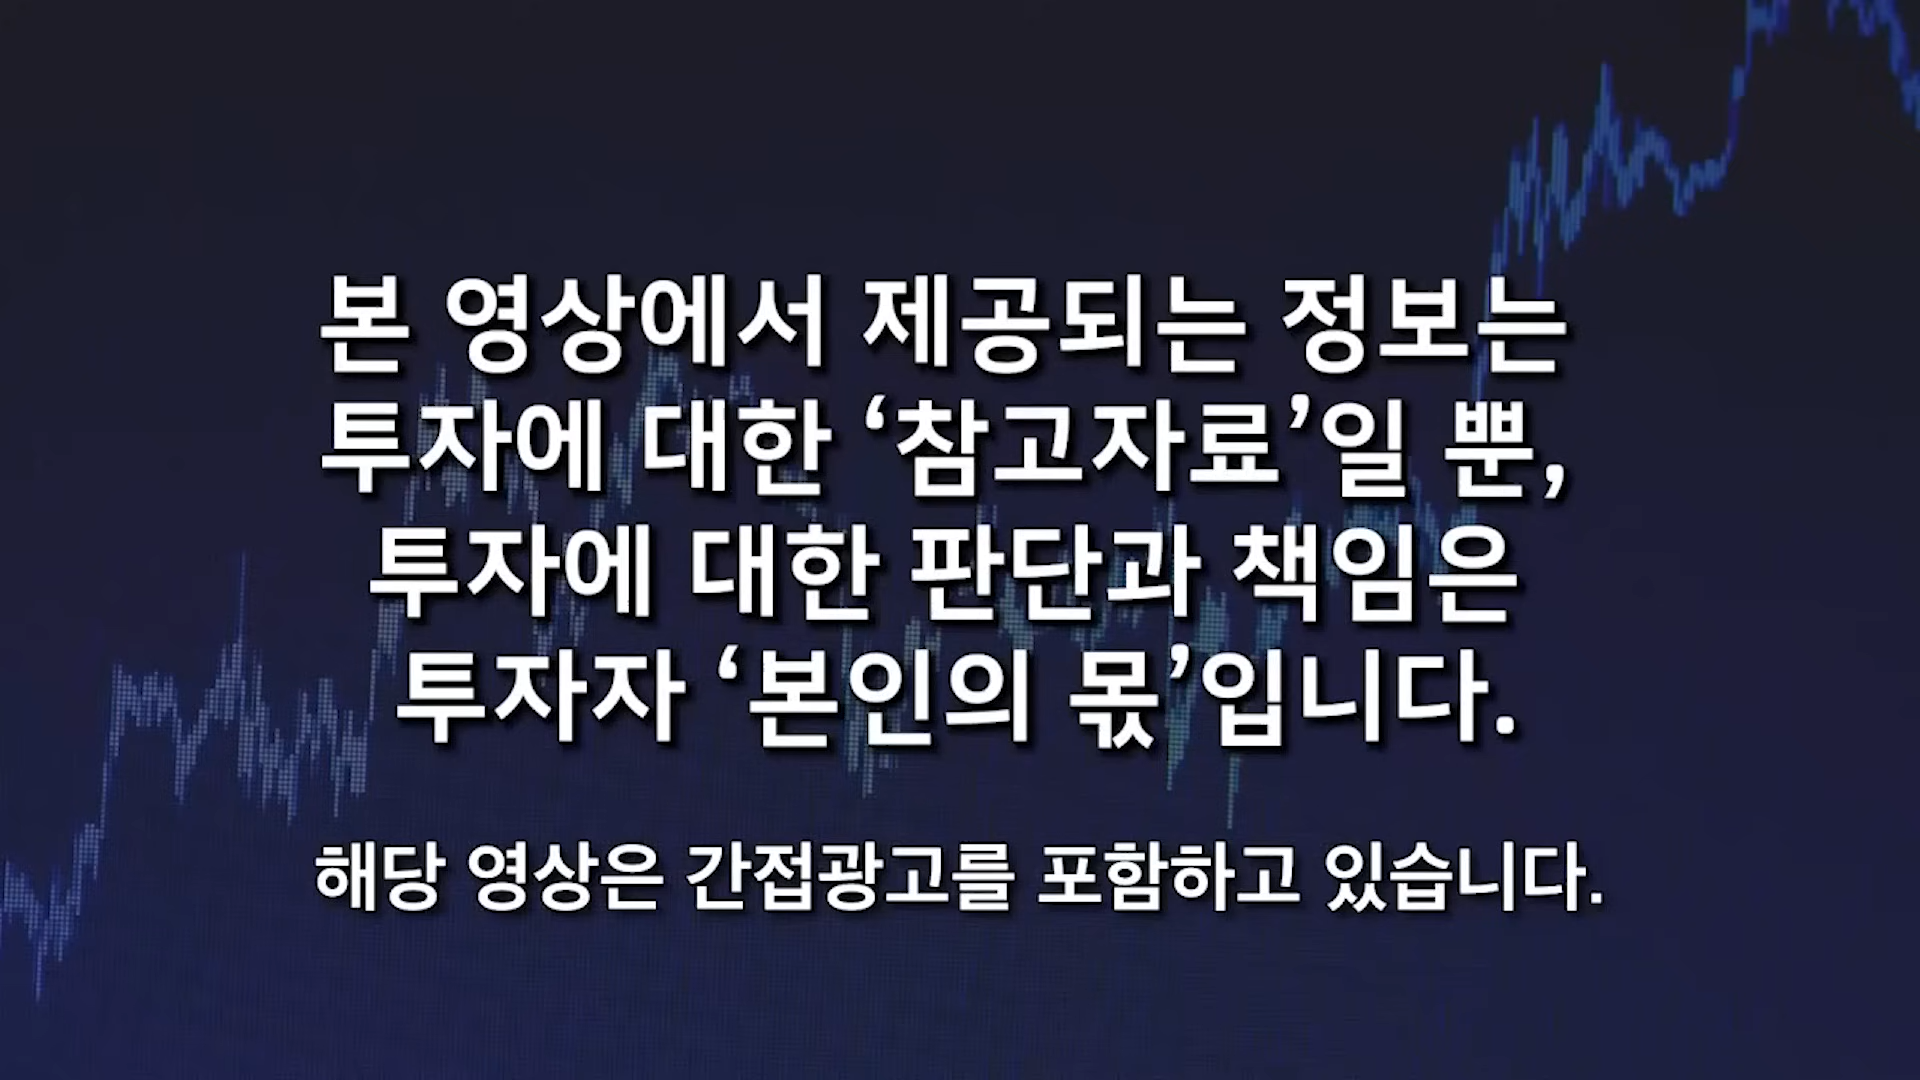 본 영상에서 제공되는 정보는
투자에 대한 ‘참고자료’일 뿐,
투자에 대한 판단과 책임은
투자자 ‘본인의 몫’입니다.
해당 영상은 간접광고를 포함하고 있습니다.